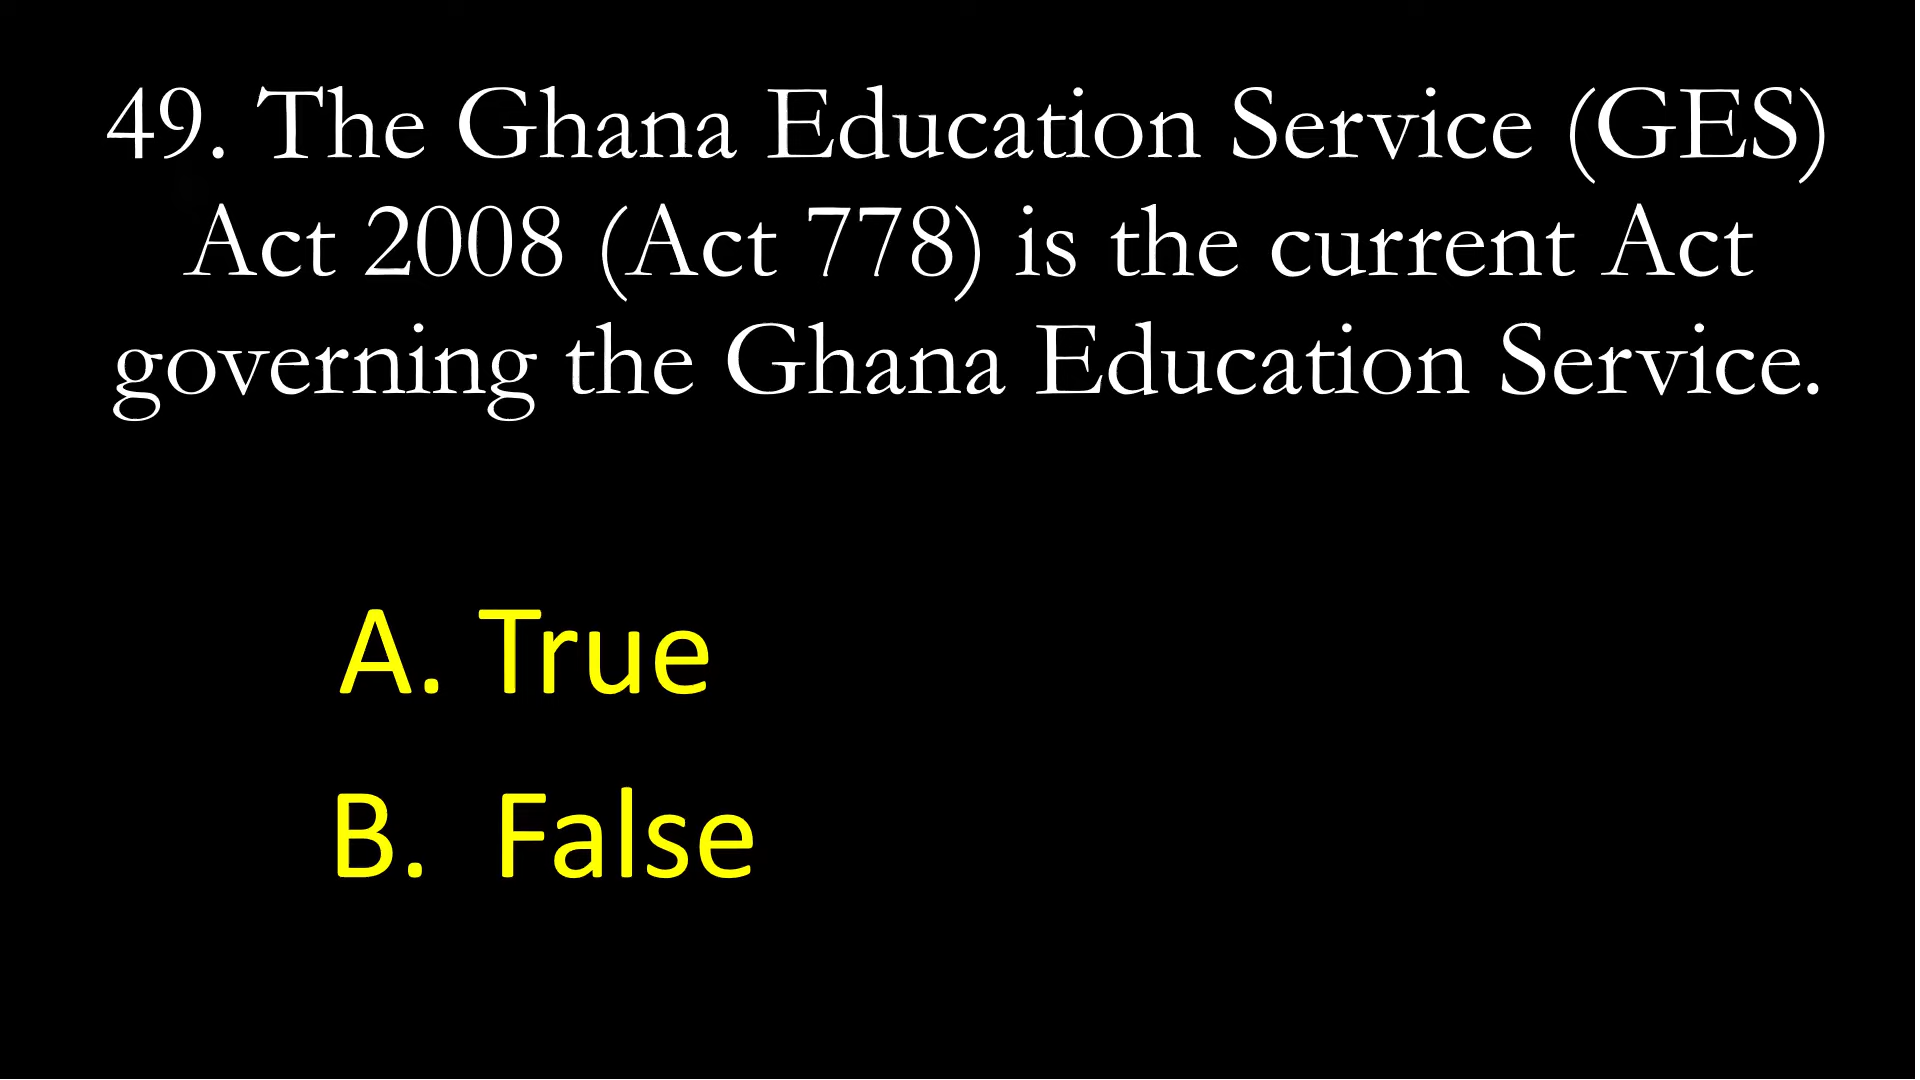 49. The Ghana Education Service (GES)
Act 2008 (Act 778) is the current Act
governing the Ghana Education Service.
A. True
B. False